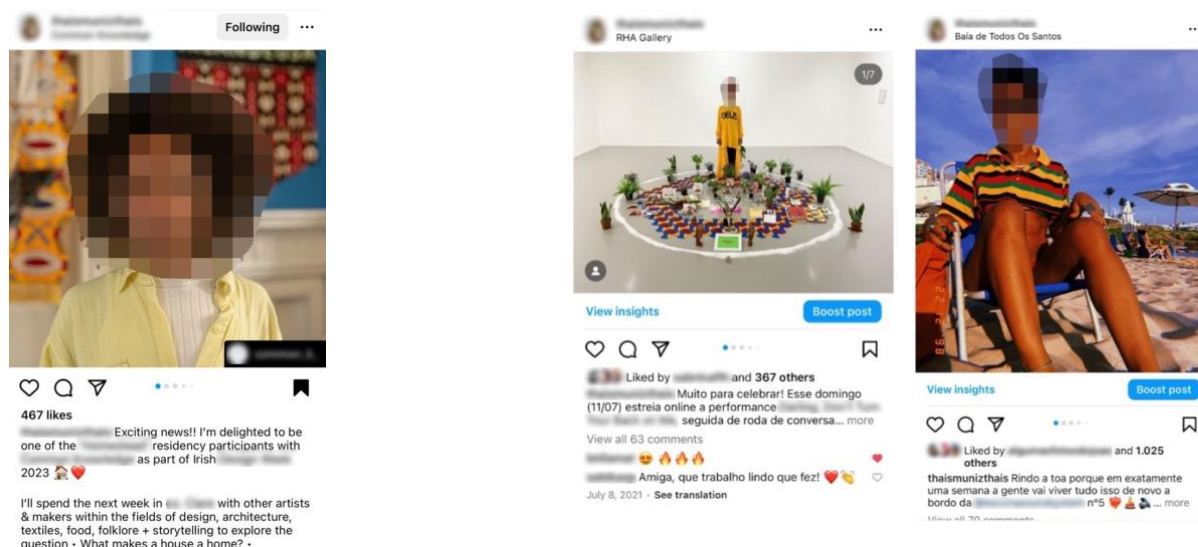 Following
467 likes
Exciting news!! I'm delighted to be
one of the residency participants with
as part of Irish
2023 🏠❤️
I'll spend the next week in with other artists
& makers within the fields of design, architecture,
textiles, food, folklore + storytelling to explore the
question • What makes a house a home? •
RHA Gallery
1/7
DEUS
View insights
Boost post
Liked by and 367 others
Muito para celebrar! Esse domingo
(11/07) estreia online a performance
seguida de roda de conversa... more
View all 63 comments
😍🔥🔥🔥
Amiga, que trabalho lindo que fez! ❤️👏
July 8, 2021 • See translation
Baía de Todos Os Santos
View insights
Boost post
Liked by and 1.025
others
thaismunizthais Rindo a toa porque em exatamente
uma semana a gente vai viver tudo isso de novo a
bordo da nº5 ... more
View all 70 comments